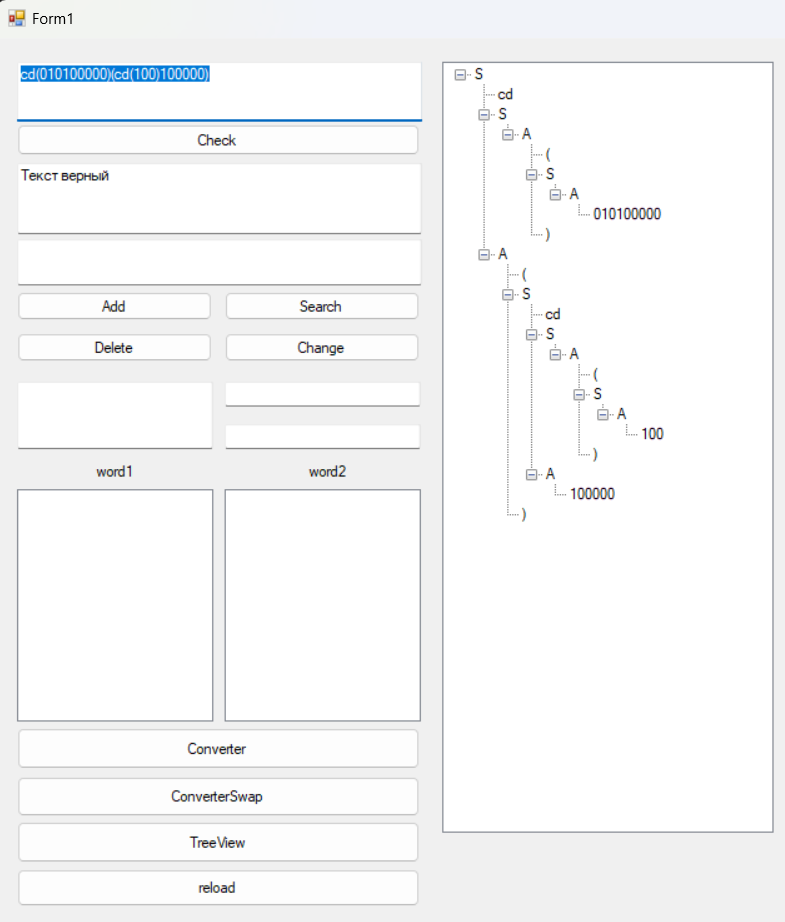 Form1
cd(010100000)(cd(100)100000)
Check
Текст верный
Add
Search
Delete
Change
word1
word2
Converter
ConverterSwap
TreeView
reload
S
cd
S
A
(
S
A
010100000
)
A
(
S
cd
S
A
(
S
A
100
)
A
100000
)